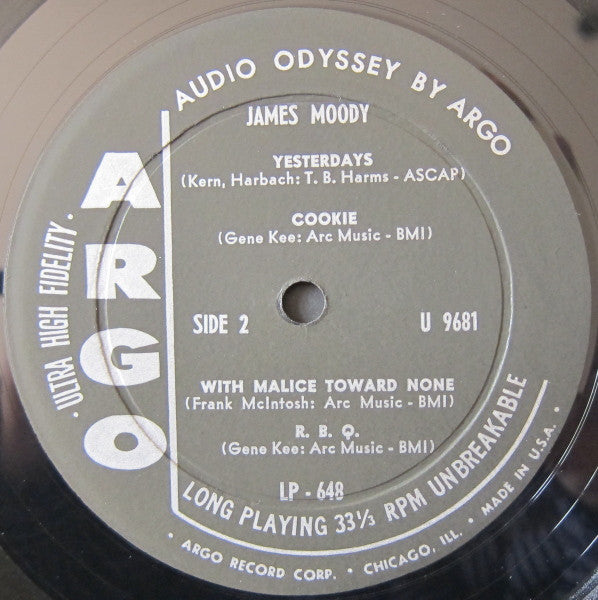 AUDIO ODYSSEY BY ARGO
JAMES MOODY
YESTERDAYS
(Kern, Harbach: T. B. Harms - ASCAP)
COOKIE
(Gene Kee: Arc Music - BMI)
· ULTRA HIGH FIDELITY ·
ARGO
SIDE 2
U 9681
WITH MALICE TOWARD NONE
(Frank McIntosh: Arc Music - BMI)
R. B. Q.
(Gene Kee: Arc Music - BMI)
LP - 648
LONG PLAYING 33⅓ RPM UNBREAKABLE
· ARGO RECORD CORP. · CHICAGO, ILL. · MADE IN U.S.A. ·